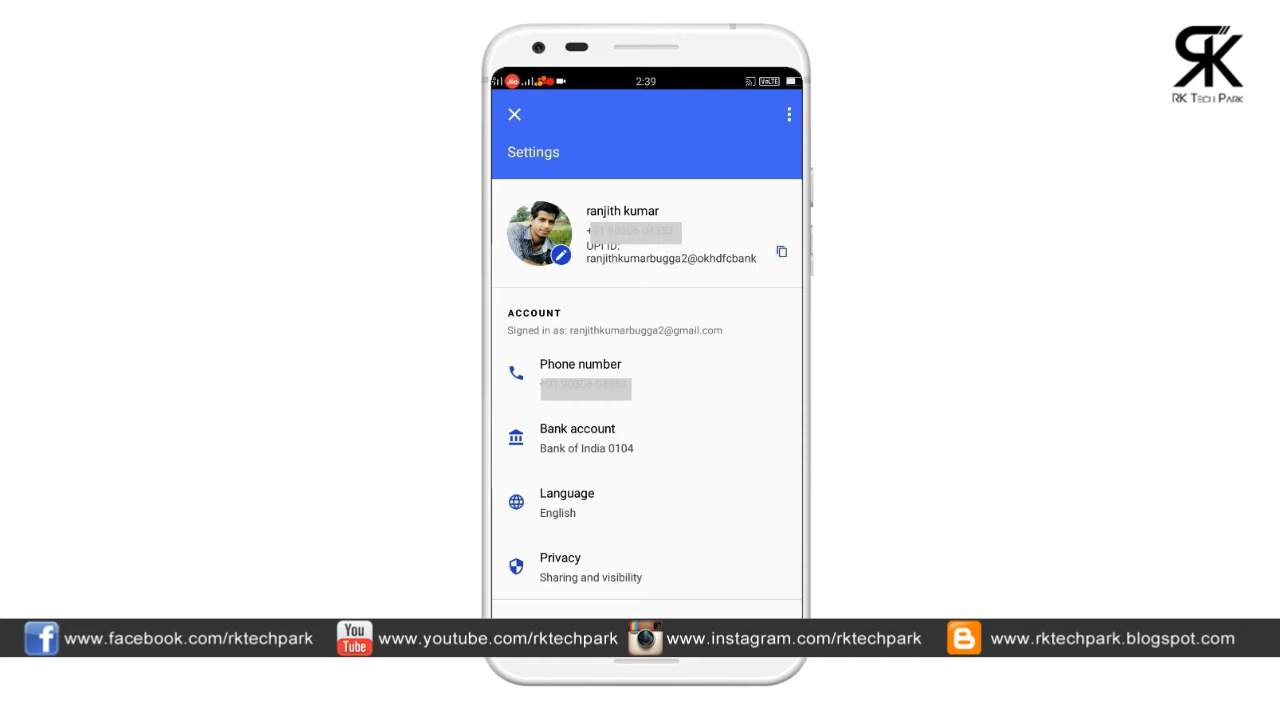 RK
RK TECH PARK
Jio
2:39
VoLTE
Settings
ranjith kumar
UPI ID:
ranjithkumarbugga2@okhdfcbank
ACCOUNT
Signed in as: ranjithkumarbugga2@gmail.com
Phone number
Bank account
Bank of India 0104
Language
English
Privacy
Sharing and visibility
f www.facebook.com/rktechpark You Tube www.youtube.com/rktechpark www.instagram.com/rktechpark www.rktechpark.blogspot.com